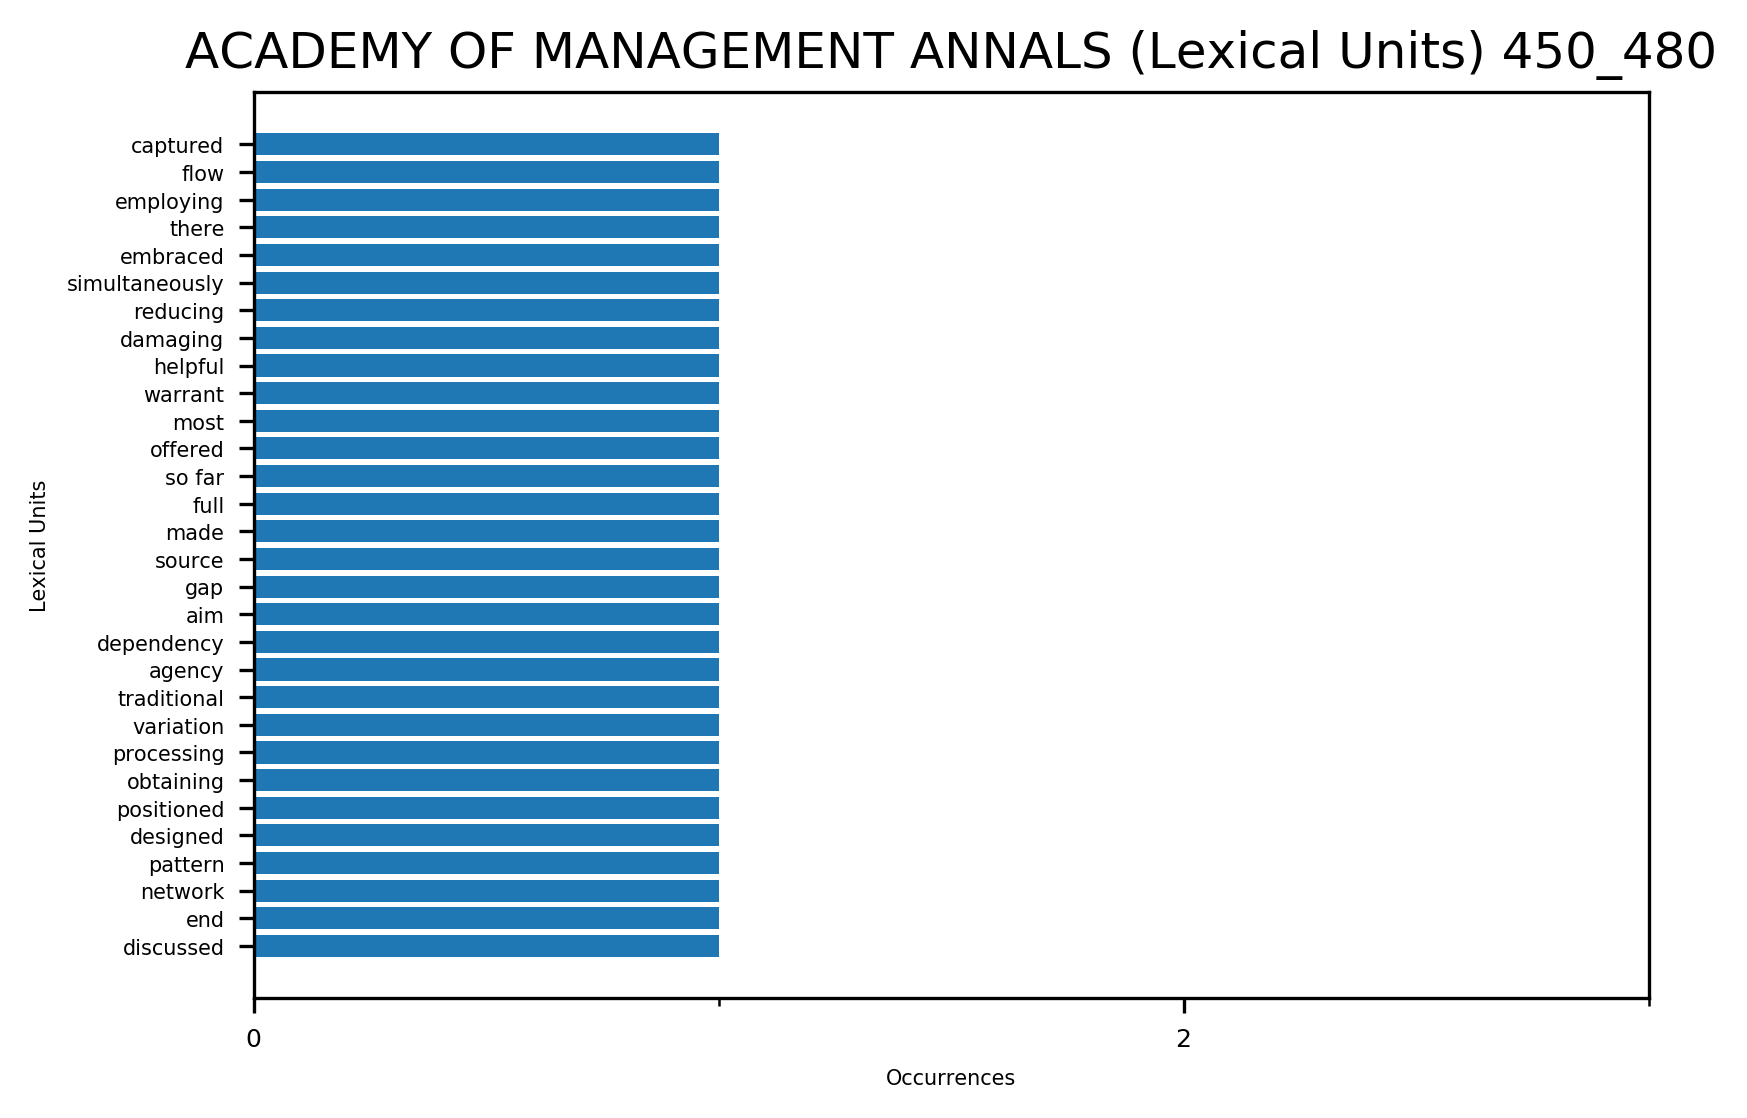 ACADEMY OF MANAGEMENT ANNALS (Lexical Units) 450_480
captured
flow
employing
there
embraced
simultaneously
reducing
damaging
helpful
warrant
most
offered
so far
full
made
source
gap
aim
dependency
agency
traditional
variation
processing
obtaining
positioned
designed
pattern
network
end
discussed
Lexical Units
0
2
Occurrences